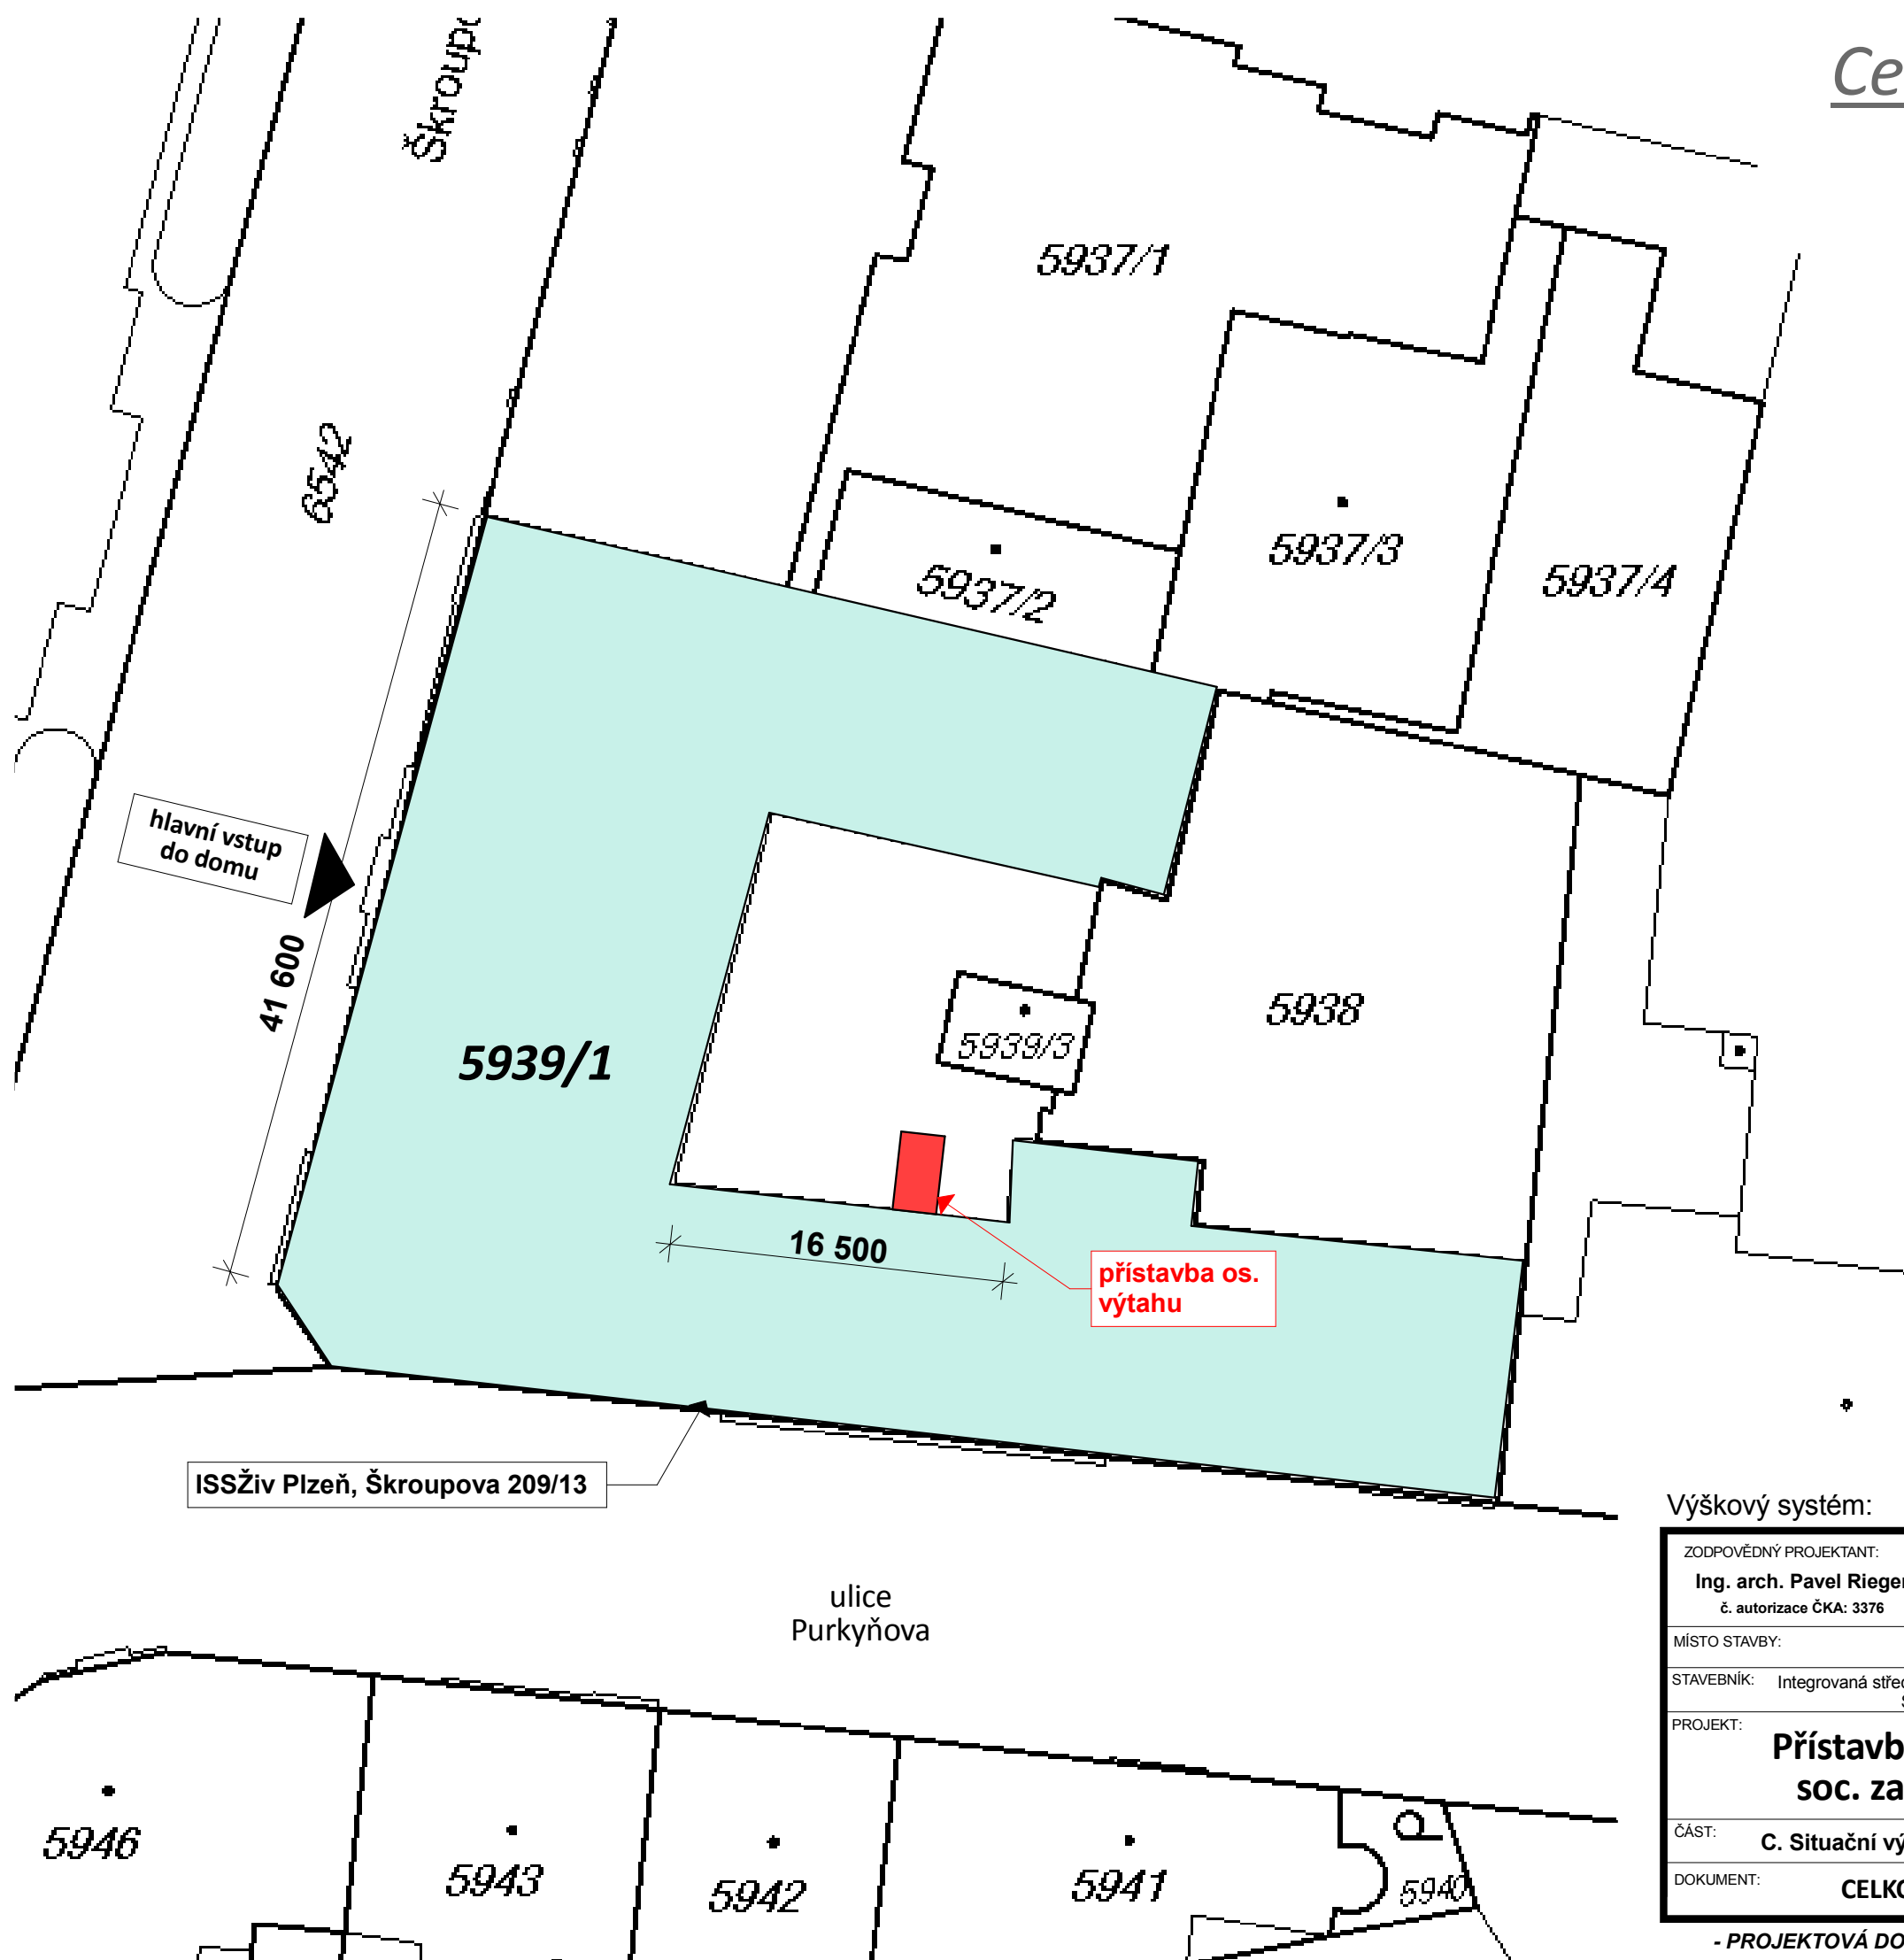 Škroupo
5937/1
6542
5937/2
5937/3
5937/4
hlavní vstup
do domu
41 600
5939/1
5939/3
5938
16 500
přístavba os.
výtahu
ISSŽiv Plzeň, Škroupova 209/13
ulice
Purkyňova
5946
5943
5942
5941
5940
Výškový systém:
ZODPOVĚDNÝ PROJEKTANT:
Ing. arch. Pavel Rieger
č. autorizace ČKA: 3376
MÍSTO STAVBY:
STAVEBNÍK: Integrovaná střed
PROJEKT:
Přístavb
soc. za
ČÁST: C. Situační vý
DOKUMENT: CELKO
- PROJEKTOVÁ DO